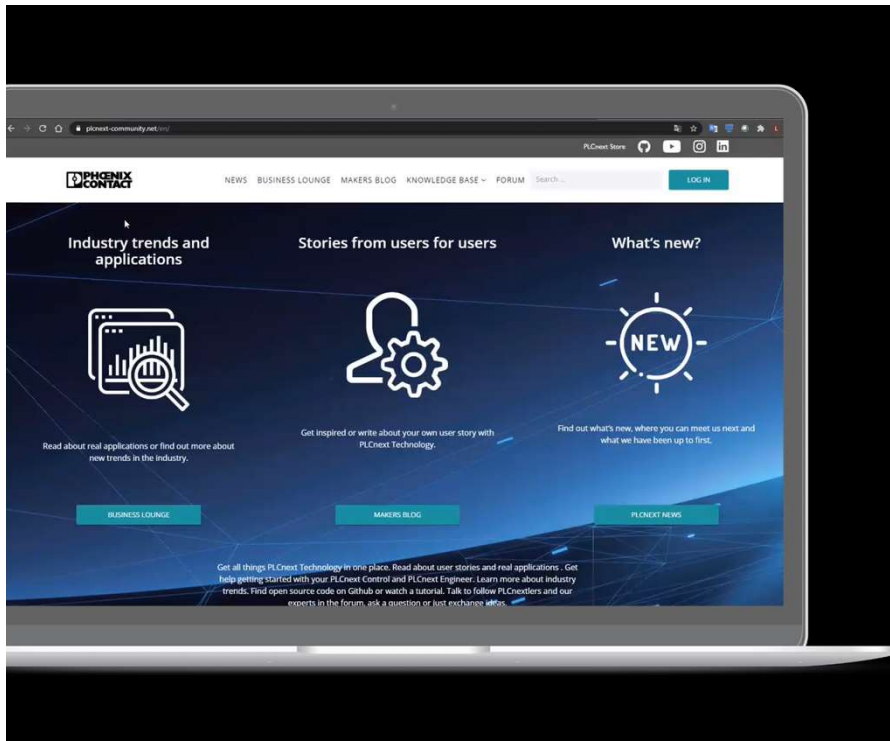 plcnext-community.net/en/
PLCnext Store
PHŒNIX
CONTACT
NEWS BUSINESS LOUNGE MAKERS BLOG KNOWLEDGE BASE FORUM Search ... LOG IN
Industry trends and
applications
Stories from users for users
What's new?
NEW
Read about real applications or find out more about
new trends in the industry.
Get inspired or write about your own user story with
PLCnext Technology.
Find out what's new, where you can meet us next and
what we have been up to first.
BUSINESS LOUNGE
MAKERS BLOG
PLCNEXT NEWS
Get all things PLCnext Technology in one place. Read about user stories and real applications . Get
help getting started with your PLCnext Control and PLCnext Engineer. Learn more about industry
trends. Find open source code on Github or watch a tutorial. Talk to follow PLCnextlers and our
experts in the forum, ask a question or just exchange ideas.